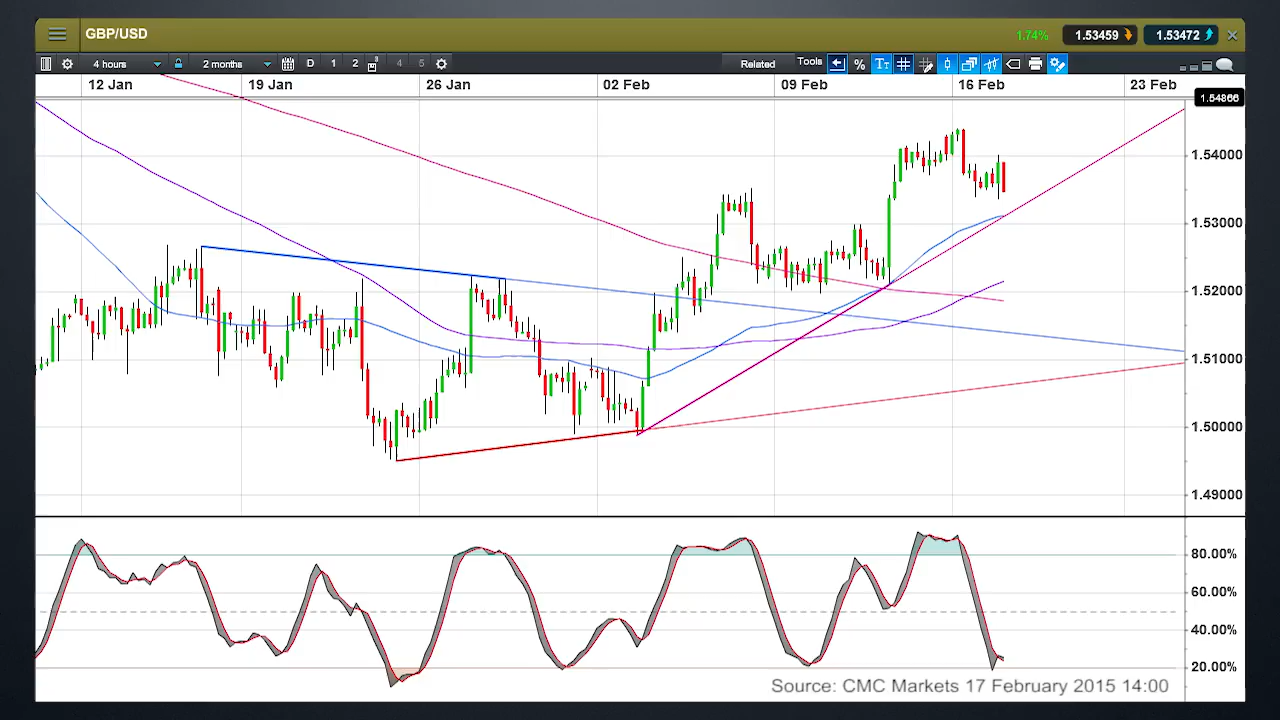 GBP/USD 1.74% 1.53459 1.53472
4 hours 2 months D 1 2 3 4 5 Related Tools % Tт
12 Jan 19 Jan 26 Jan 02 Feb 09 Feb 16 Feb 23 Feb
1.54866
1.54000
1.53000
1.52000
1.51000
1.50000
1.49000
80.00%
60.00%
40.00%
20.00%
Source: CMC Markets 17 February 2015 14:00